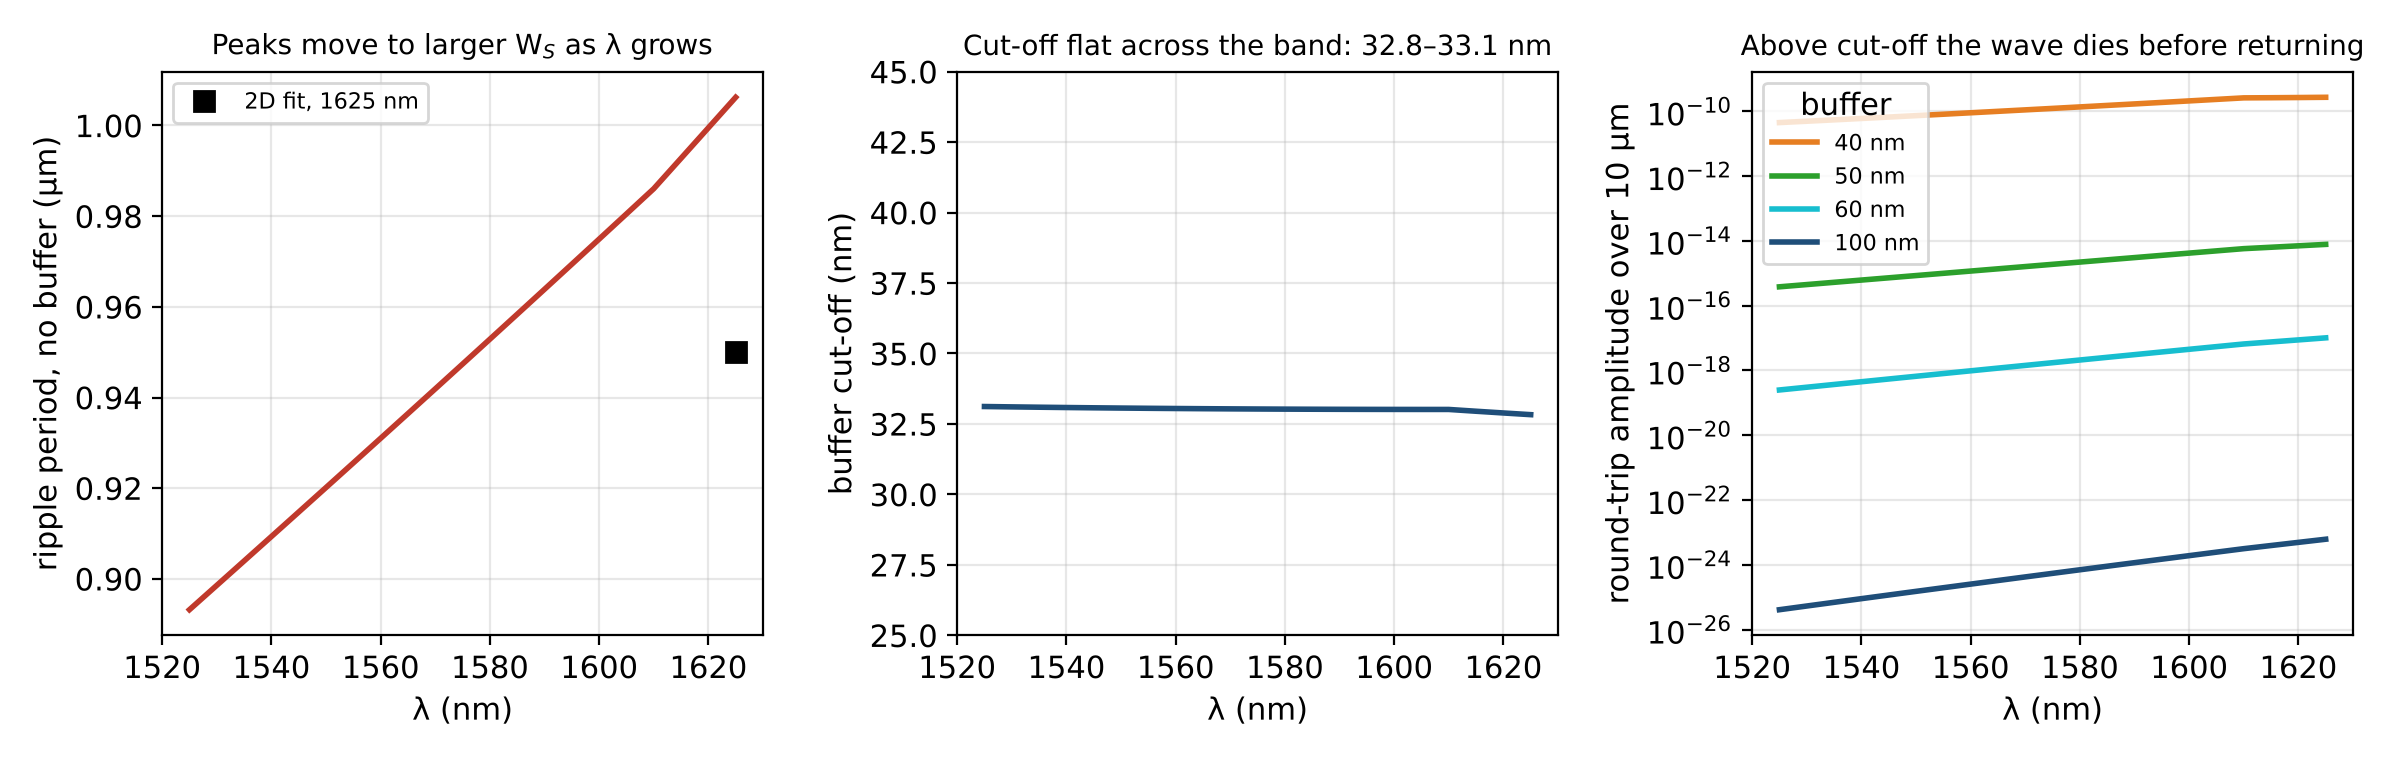 Peaks move to larger W_S as λ grows
ripple period, no buffer (µm)
2D fit, 1625 nm
1.00
0.98
0.96
0.94
0.92
0.90
1520 1540 1560 1580 1600 1620
λ (nm)
Cut-off flat across the band: 32.8–33.1 nm
buffer cut-off (nm)
45.0
42.5
40.0
37.5
35.0
32.5
30.0
27.5
25.0
1520 1540 1560 1580 1600 1620
λ (nm)
Above cut-off the wave dies before returning
round-trip amplitude over 10 µm
buffer
40 nm
50 nm
60 nm
100 nm
10⁻¹⁰
10⁻¹²
10⁻¹⁴
10⁻¹⁶
10⁻¹⁸
10⁻²⁰
10⁻²²
10⁻²⁴
10⁻²⁶
1520 1540 1560 1580 1600 1620
λ (nm)